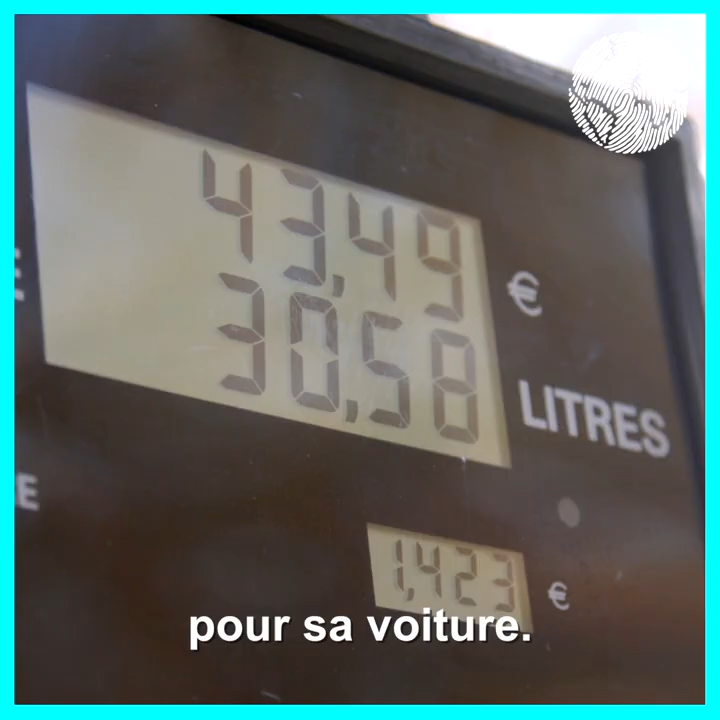 43,49 €
30,58 LITRES
1,423 €
pour sa voiture.